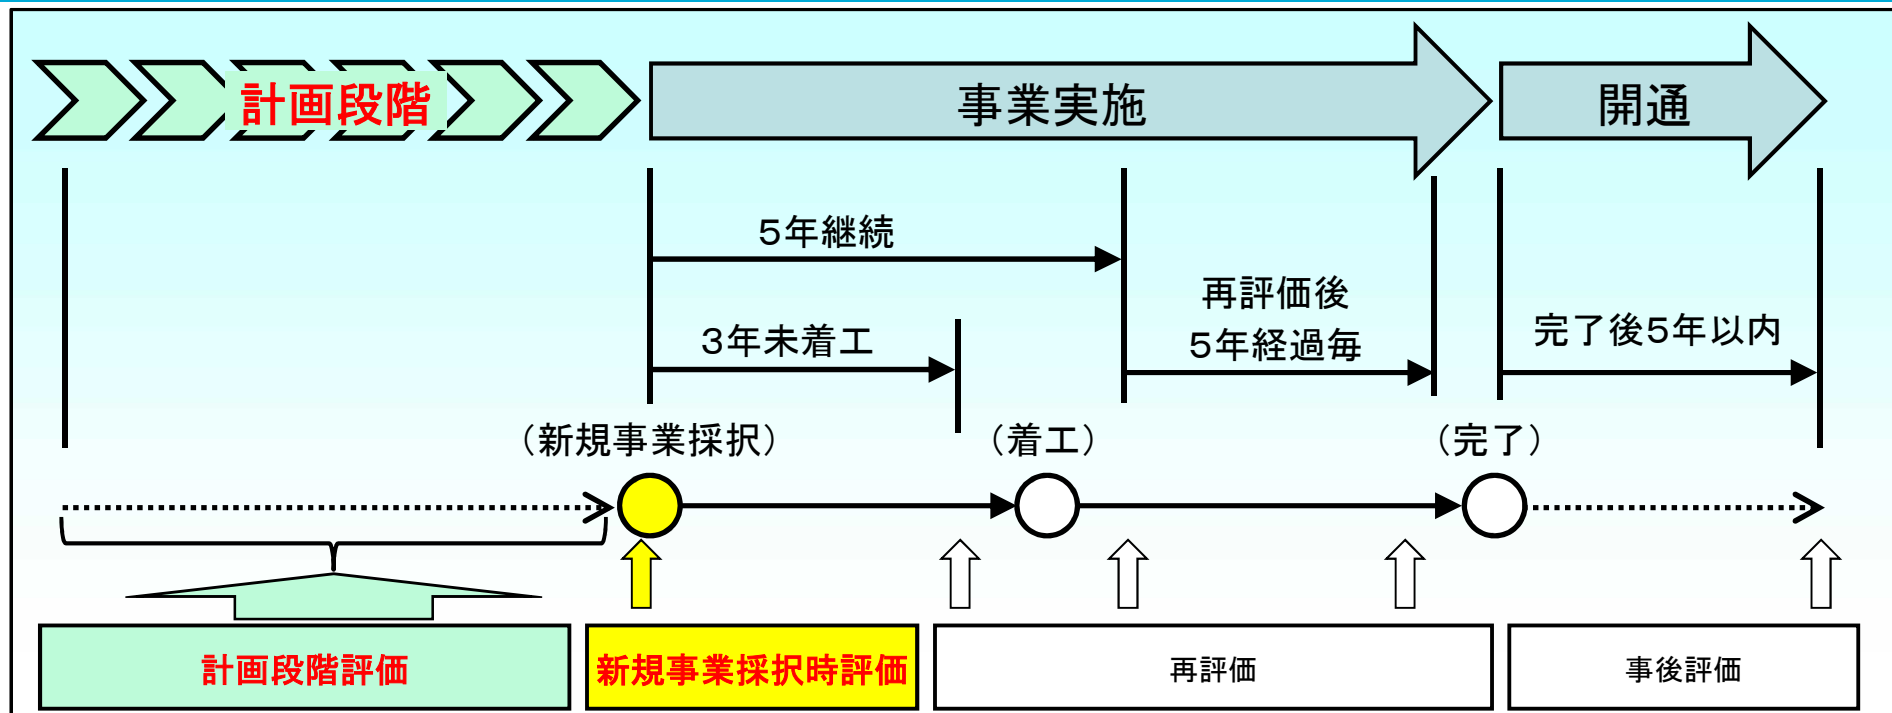 計画段階
事業実施
開通
５年継続
再評価後
５年経過毎
３年未着工
完了後５年以内
（新規事業採択）
（着工）
（完了）
計画段階評価
新規事業採択時評価
再評価
事後評価